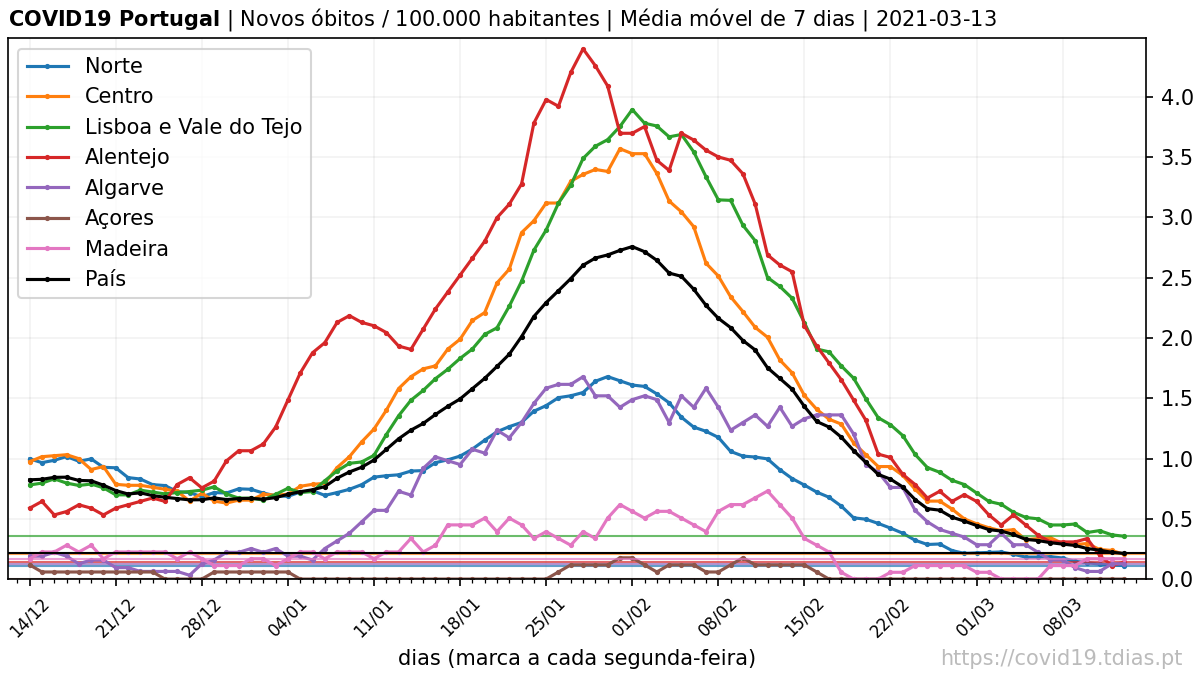 COVID19 Portugal | Novos óbitos / 100.000 habitantes | Média móvel de 7 dias | 2021-03-13
Norte
Centro
Lisboa e Vale do Tejo
Alentejo
Algarve
Açores
Madeira
País
4.0
3.5
3.0
2.5
2.0
1.5
1.0
0.5
0.0
14/12
21/12
28/12
04/01
11/01
18/01
25/01
01/02
08/02
15/02
22/02
01/03
08/03
dias (marca a cada segunda-feira)
https://covid19.tdias.pt